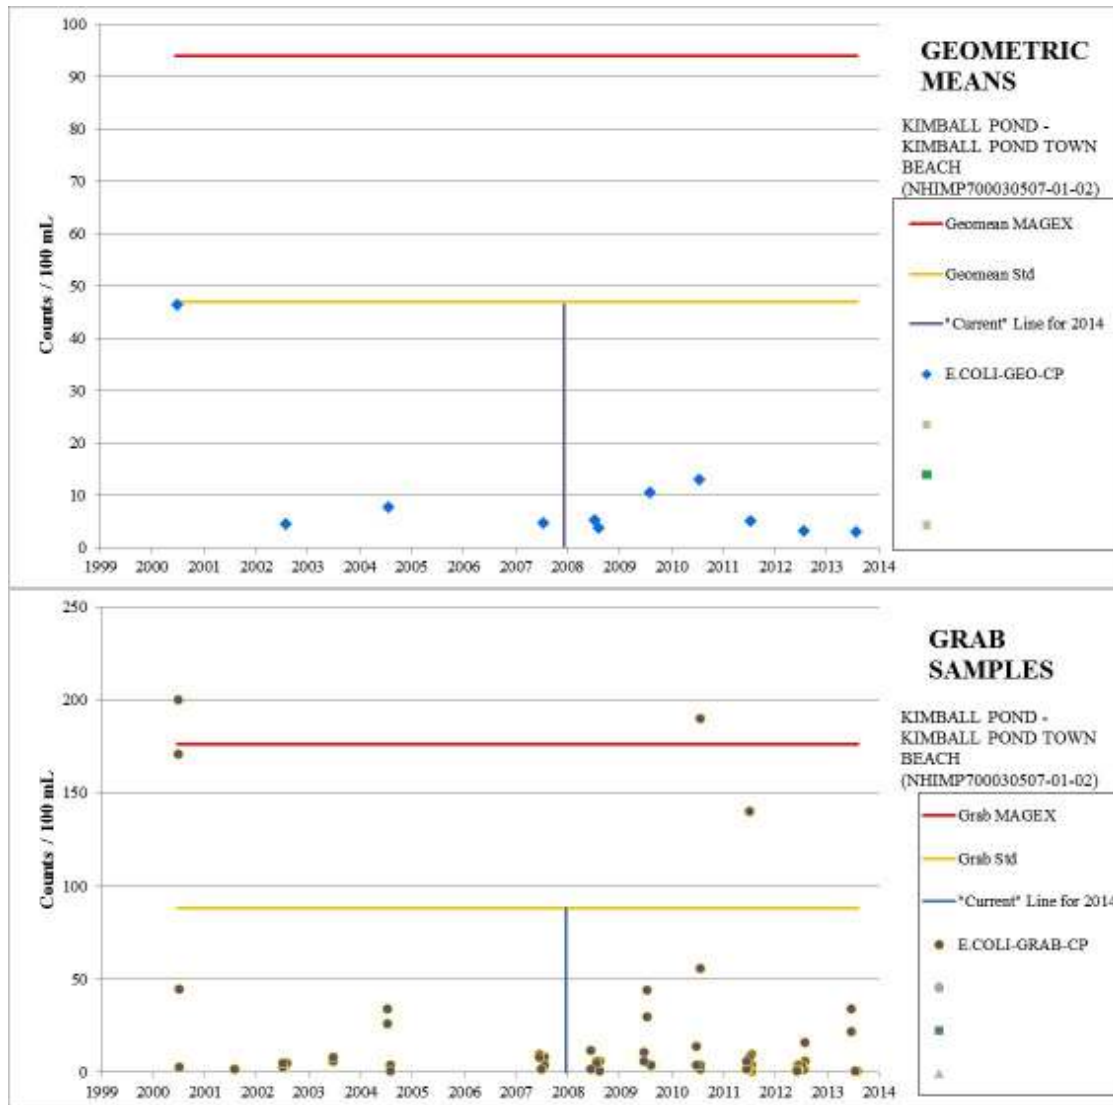 GEOMETRIC
MEANS
KIMBALL POND -
KIMBALL POND TOWN
BEACH
(NHIMP700030507-01-02)
Geomean MAGEX
Geomean Std
"Current" Line for 2014
E.COLI-GEO-CP
Counts / 100 mL
100
90
80
70
60
50
40
30
20
10
0
1999 2000 2001 2002 2003 2004 2005 2006 2007 2008 2009 2010 2011 2012 2013 2014
GRAB
SAMPLES
KIMBALL POND -
KIMBALL POND TOWN
BEACH
(NHIMP700030507-01-02)
Grab MAGEX
Grab Std
"Current" Line for 2014
E.COLI-GRAB-CP
Counts / 100 mL
250
200
150
100
50
0
1999 2000 2001 2002 2003 2004 2005 2006 2007 2008 2009 2010 2011 2012 2013 2014